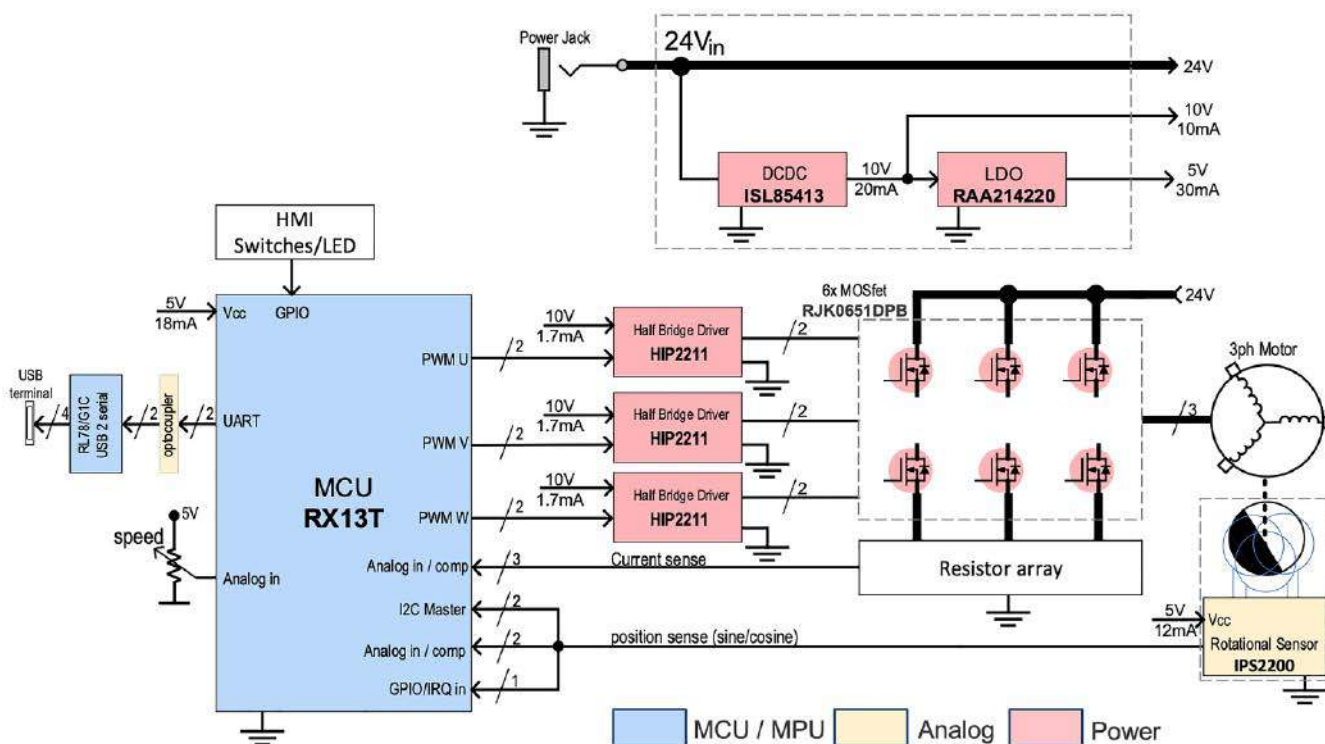 Power Jack
24Vin
24V
10V
10mA
DCDC
ISL85413
10V
20mA
LDO
RAA214220
5V
30mA
HMI
Switches/LED
5V
18mA
Vcc
GPIO
6x MOSfet
RJK0651DPB
24V
10V
1.7mA
Half Bridge Driver
HIP2211
2
PWM U
2
3ph Motor
USB
terminal
4
RL78/G1C
USB 2 serial
2
optocoupler
2
UART
10V
1.7mA
Half Bridge Driver
HIP2211
2
PWM V
2
3
MCU
RX13T
10V
1.7mA
Half Bridge Driver
HIP2211
2
PWM W
2
5V
speed
Analog in
Analog in / comp
3
Current sense
Resistor array
I2C Master
2
Analog in / comp
2
position sense (sine/cosine)
GPIO/IRQ in
1
5V
12mA
Vcc
Rotational Sensor
IPS2200
MCU / MPU
Analog
Power